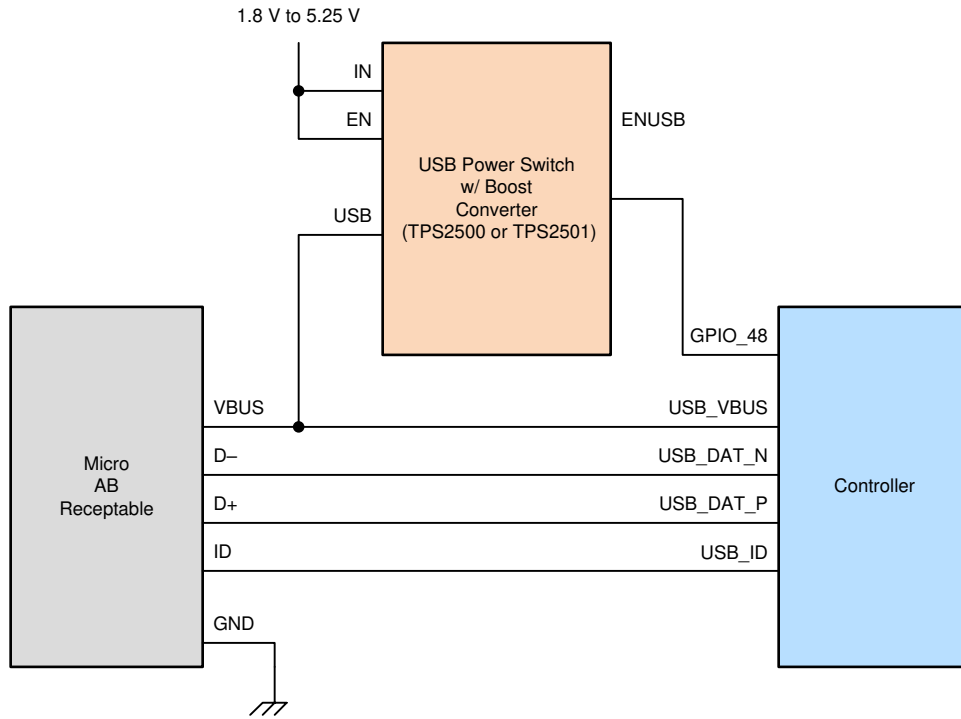 1.8 V to 5.25 V
IN
EN
ENUSB
USB Power Switch
w/ Boost
Converter
(TPS2500 or TPS2501)
USB
GPIO_48
VBUS
USB_VBUS
D–
USB_DAT_N
Micro
AB
Receptable
Controller
D+
USB_DAT_P
ID
USB_ID
GND